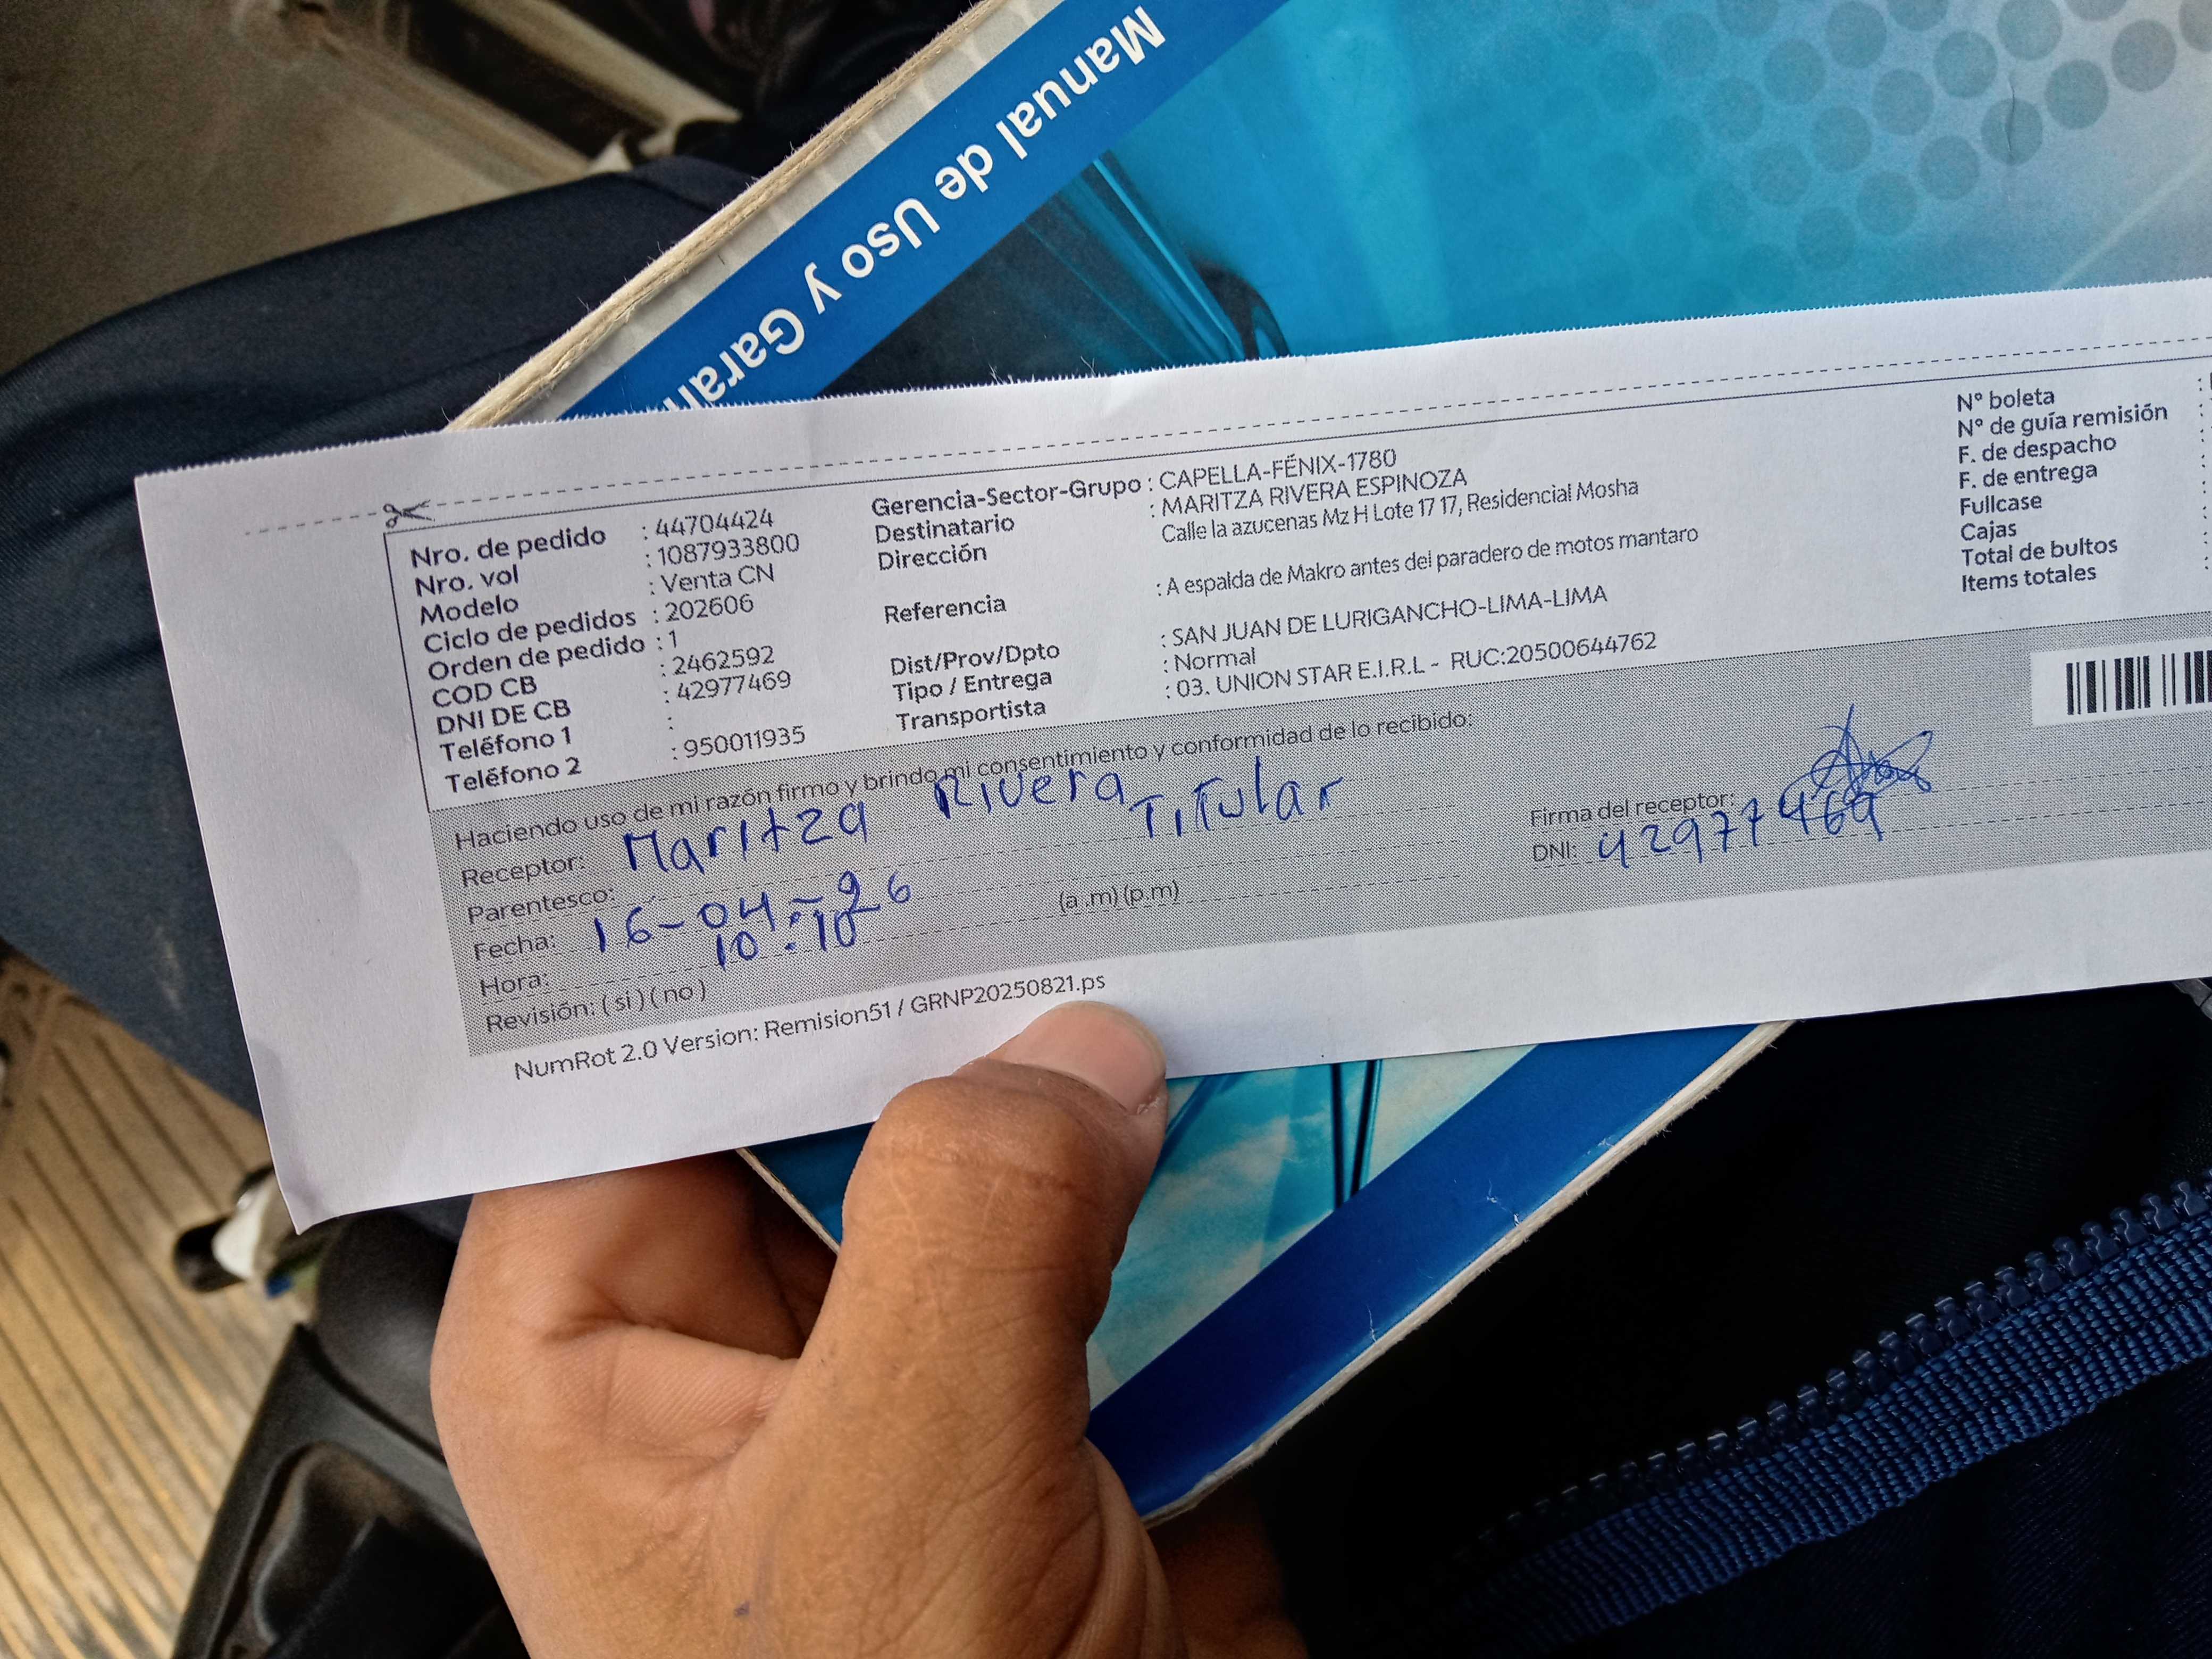 Manual de Uso y Garan
Nro. de pedido : 44704424
Nro. vol : 1087933800
Modelo : Venta CN
Ciclo de pedidos : 202606
Orden de pedido : 1
COD CB : 2462592
DNI DE CB : 42977469
Teléfono 1 :
Teléfono 2 : 950011935
Gerencia-Sector-Grupo : CAPELLA-FÉNIX-1780
Destinatario : MARITZA RIVERA ESPINOZA
Dirección Calle la azucenas Mz H Lote 17 17, Residencial Mosha
Referencia : A espalda de Makro antes del paradero de motos mantaro
Dist/Prov/Dpto : SAN JUAN DE LURIGANCHO-LIMA-LIMA
Tipo / Entrega : Normal
Transportista : 03. UNION STAR E.I.R.L - RUC:20500644762
N° boleta :
N° de guía remisión :
F. de despacho :
F. de entrega :
Fullcase :
Cajas :
Total de bultos :
Items totales :
Haciendo uso de mi razón firmo y brindo mi consentimiento y conformidad de lo recibido:
Receptor: Maritza Rivera
Parentesco: Titular
Fecha: 16-04-26
Hora: 10:10 (a .m) (p.m)
Revisión: ( si ) ( no )
Firma del receptor:
DNI: 42977469
NumRot 2.0 Version: Remision51 / GRNP20250821.ps